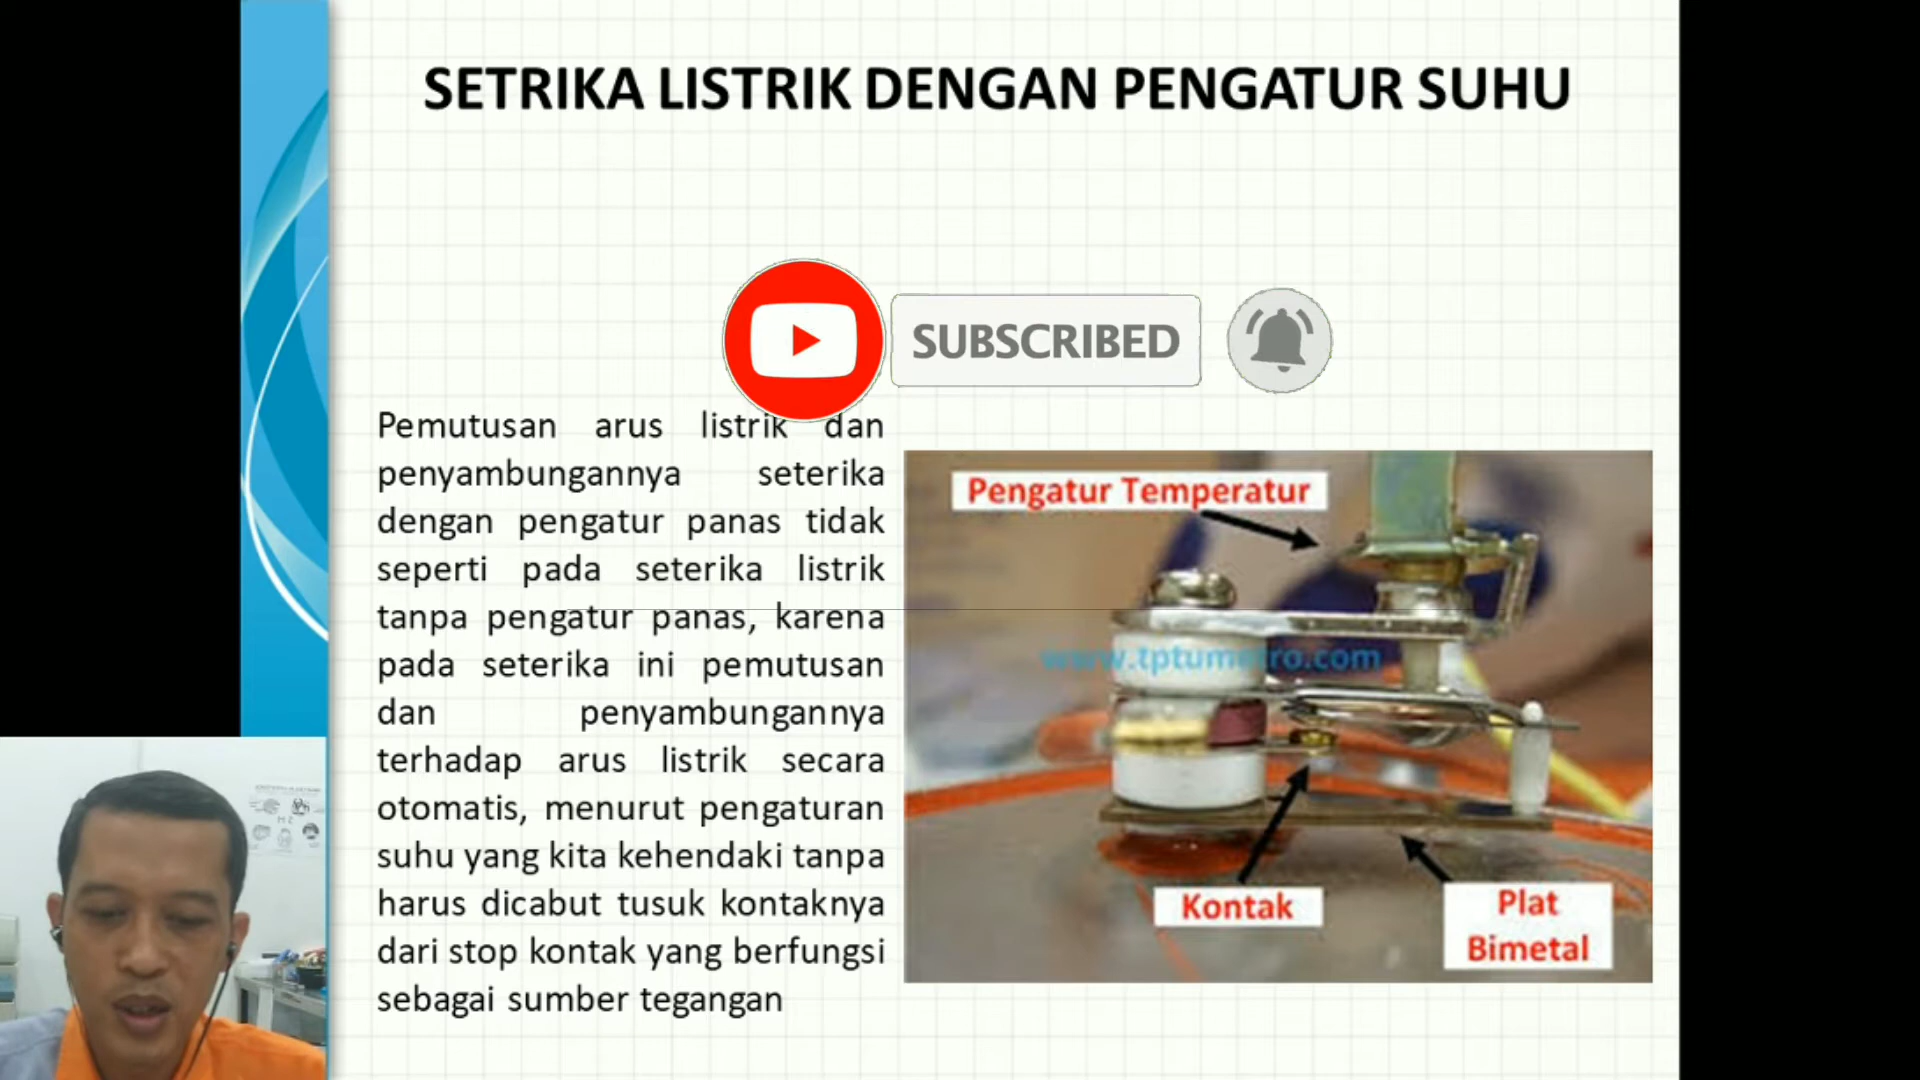 SETRIKA LISTRIK DENGAN PENGATUR SUHU
SUBSCRIBED
Pemutusan arus listrik dan
penyambungannya seterika
dengan pengatur panas tidak
seperti pada seterika listrik
tanpa pengatur panas, karena
pada seterika ini pemutusan
dan penyambungannya
terhadap arus listrik secara
otomatis, menurut pengaturan
suhu yang kita kehendaki tanpa
harus dicabut tusuk kontaknya
dari stop kontak yang berfungsi
sebagai sumber tegangan
Pengatur Temperatur
www.tptumetro.com
Kontak
Plat
Bimetal